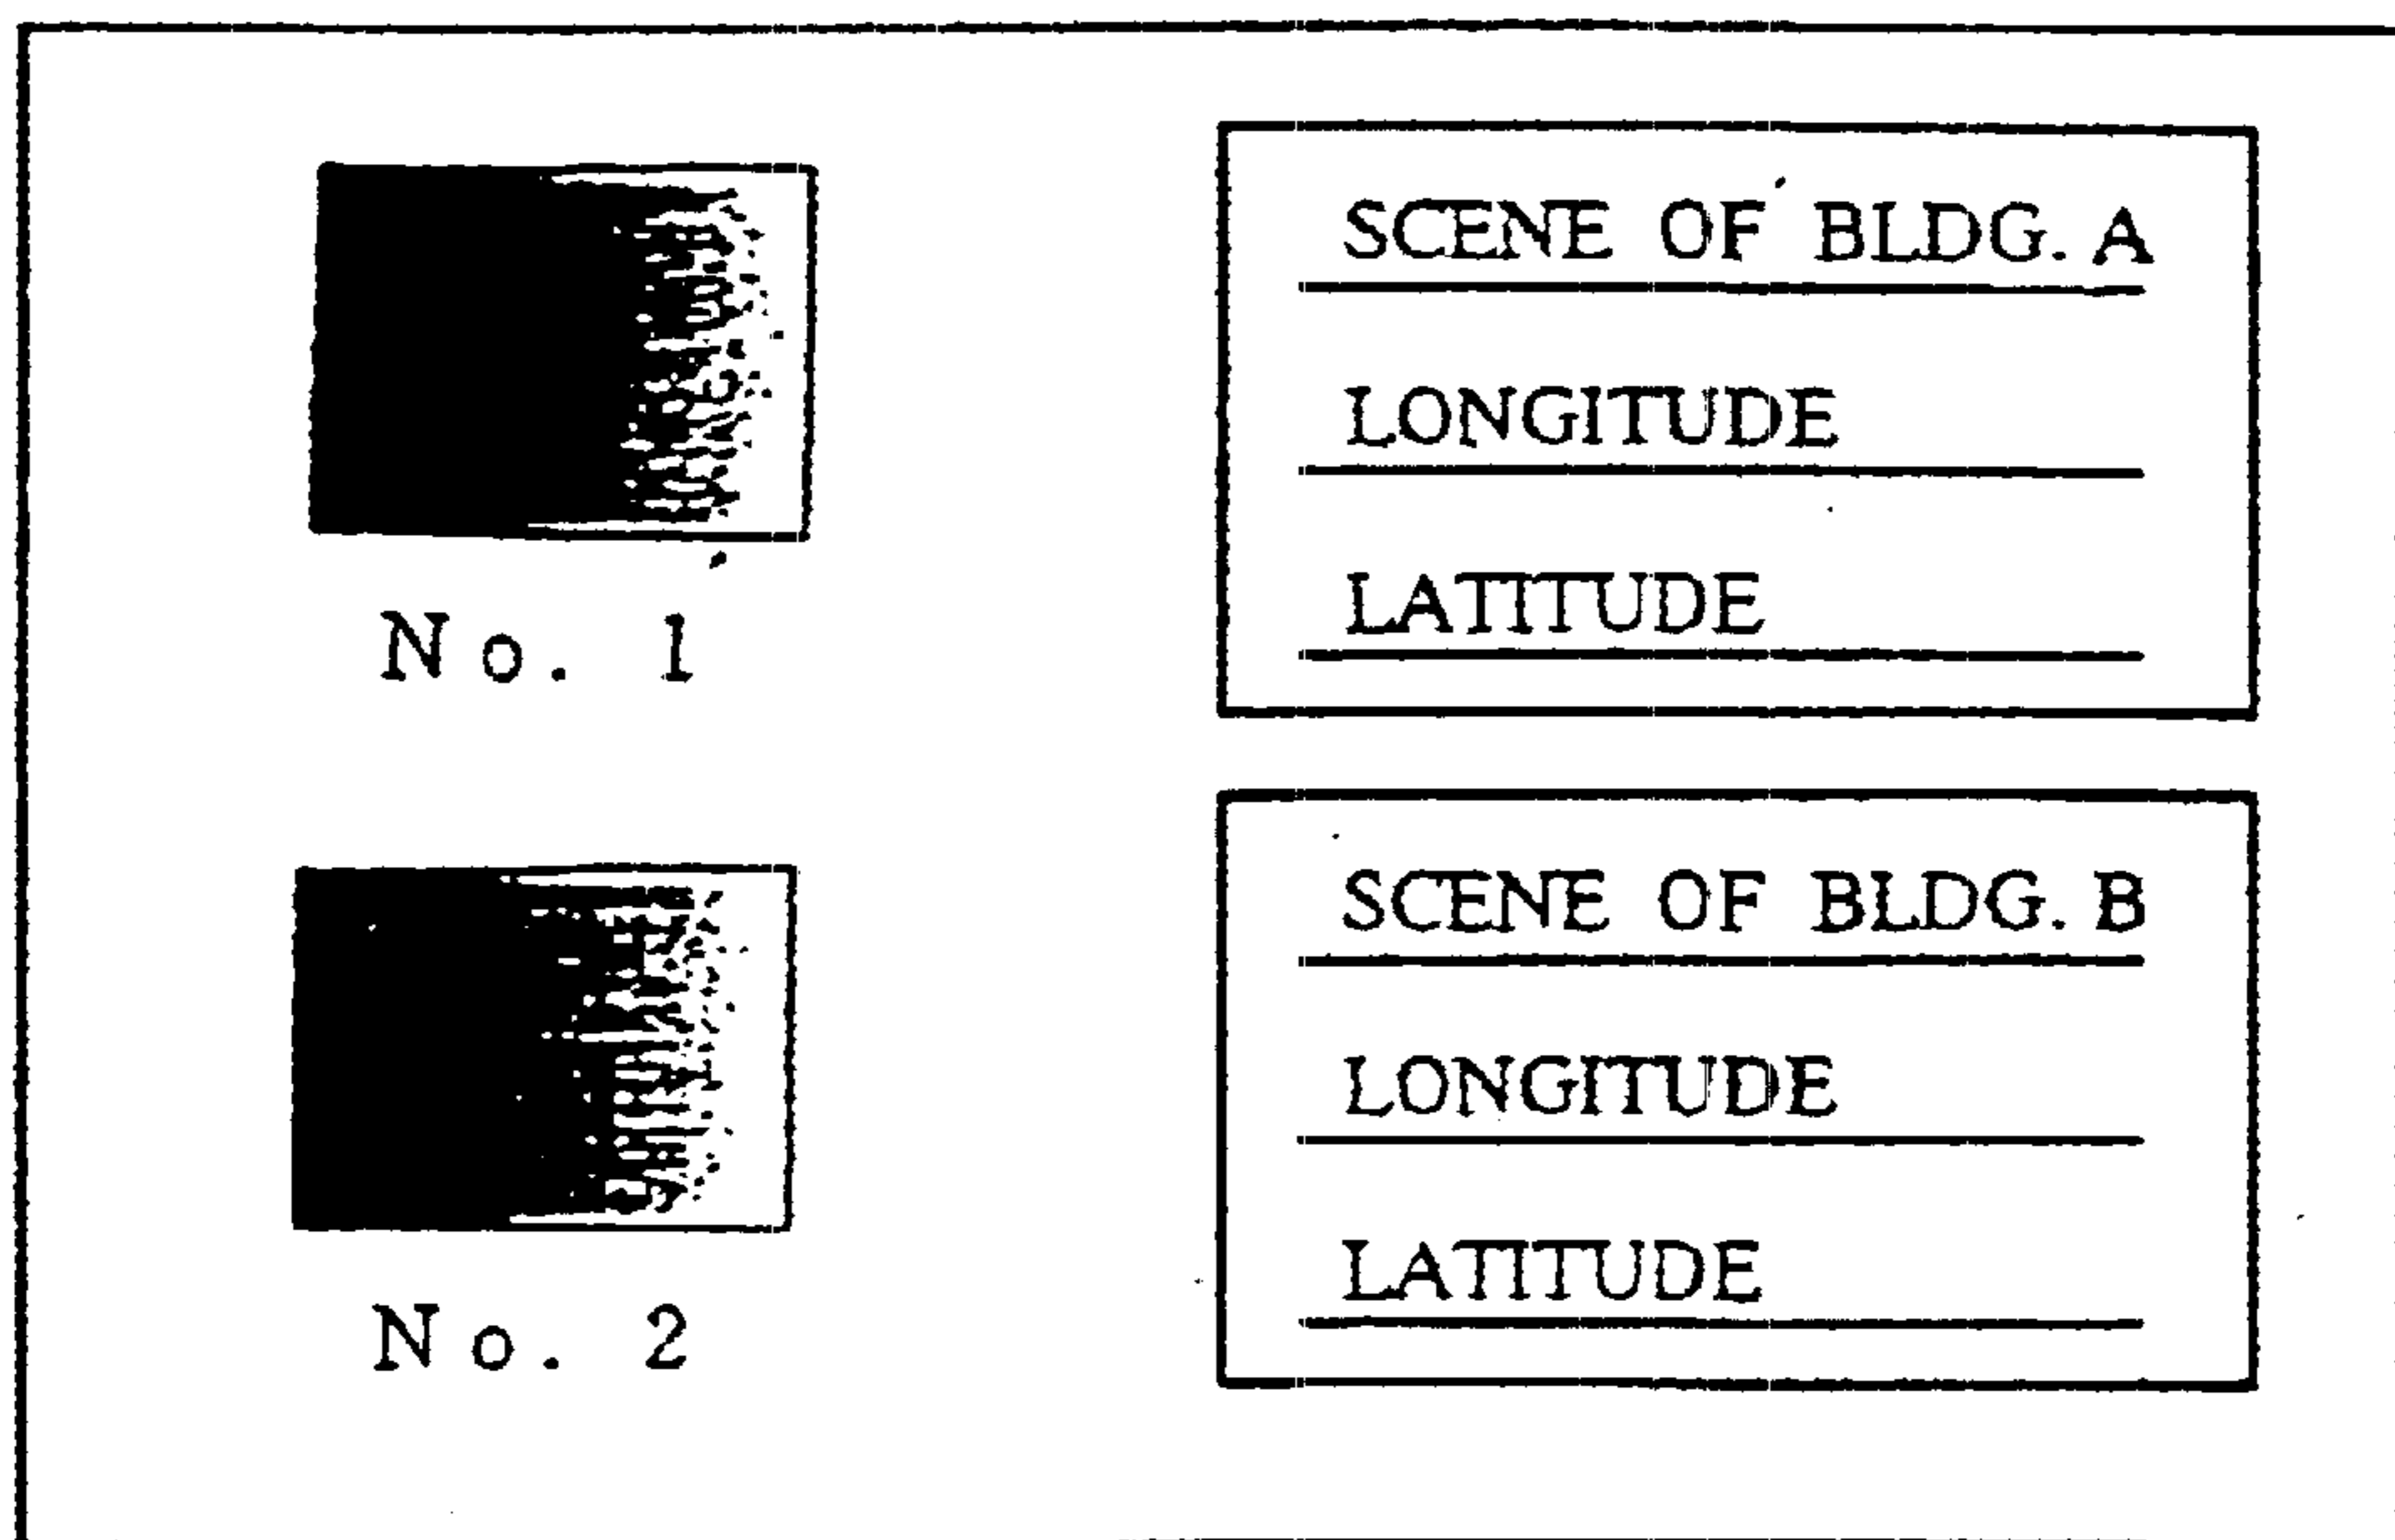 SCENE OF BLDG. A
LONGITUDE
LATITUDE
No. 1
SCENE OF BLDG. B
LONGITUDE
LATITUDE
No. 2